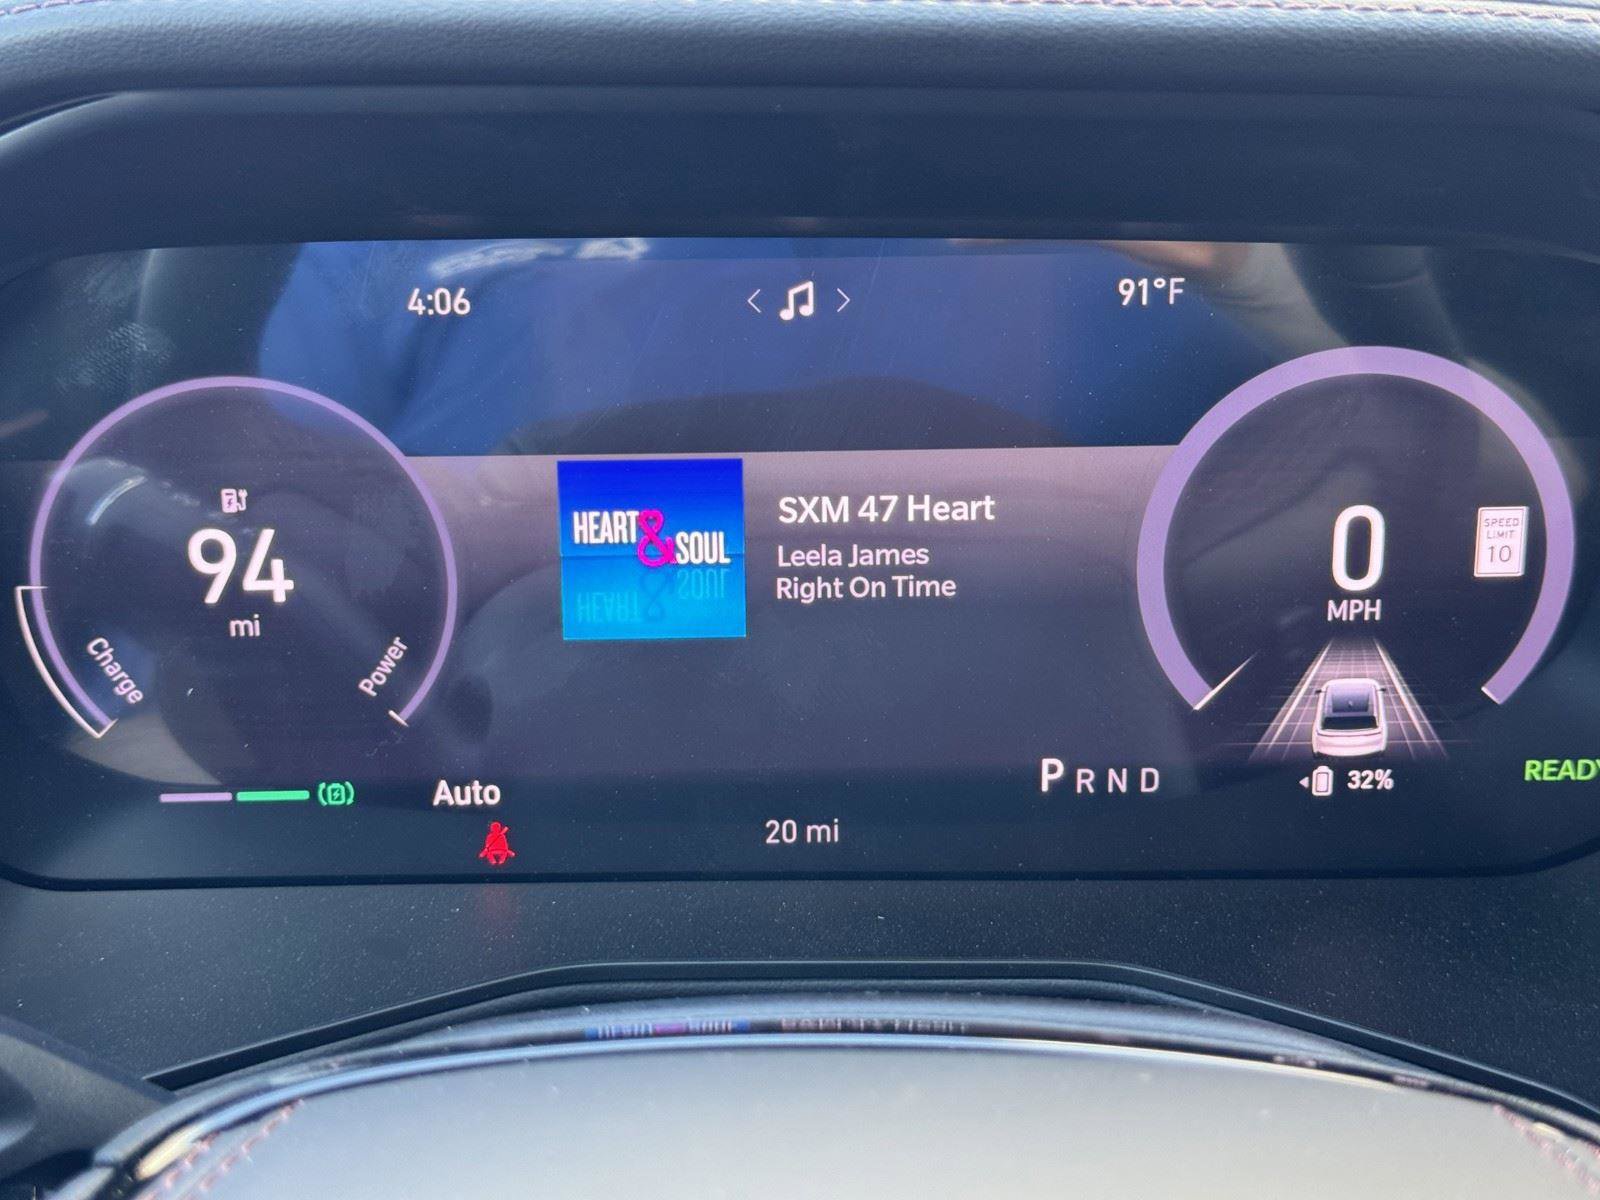 4:06
91°F
94
mi
Charge
Power
HEART & SOUL
SXM 47 Heart
Leela James
Right On Time
0
MPH
SPEED
LIMIT
10
Auto
P R N D
32%
READY
20 mi